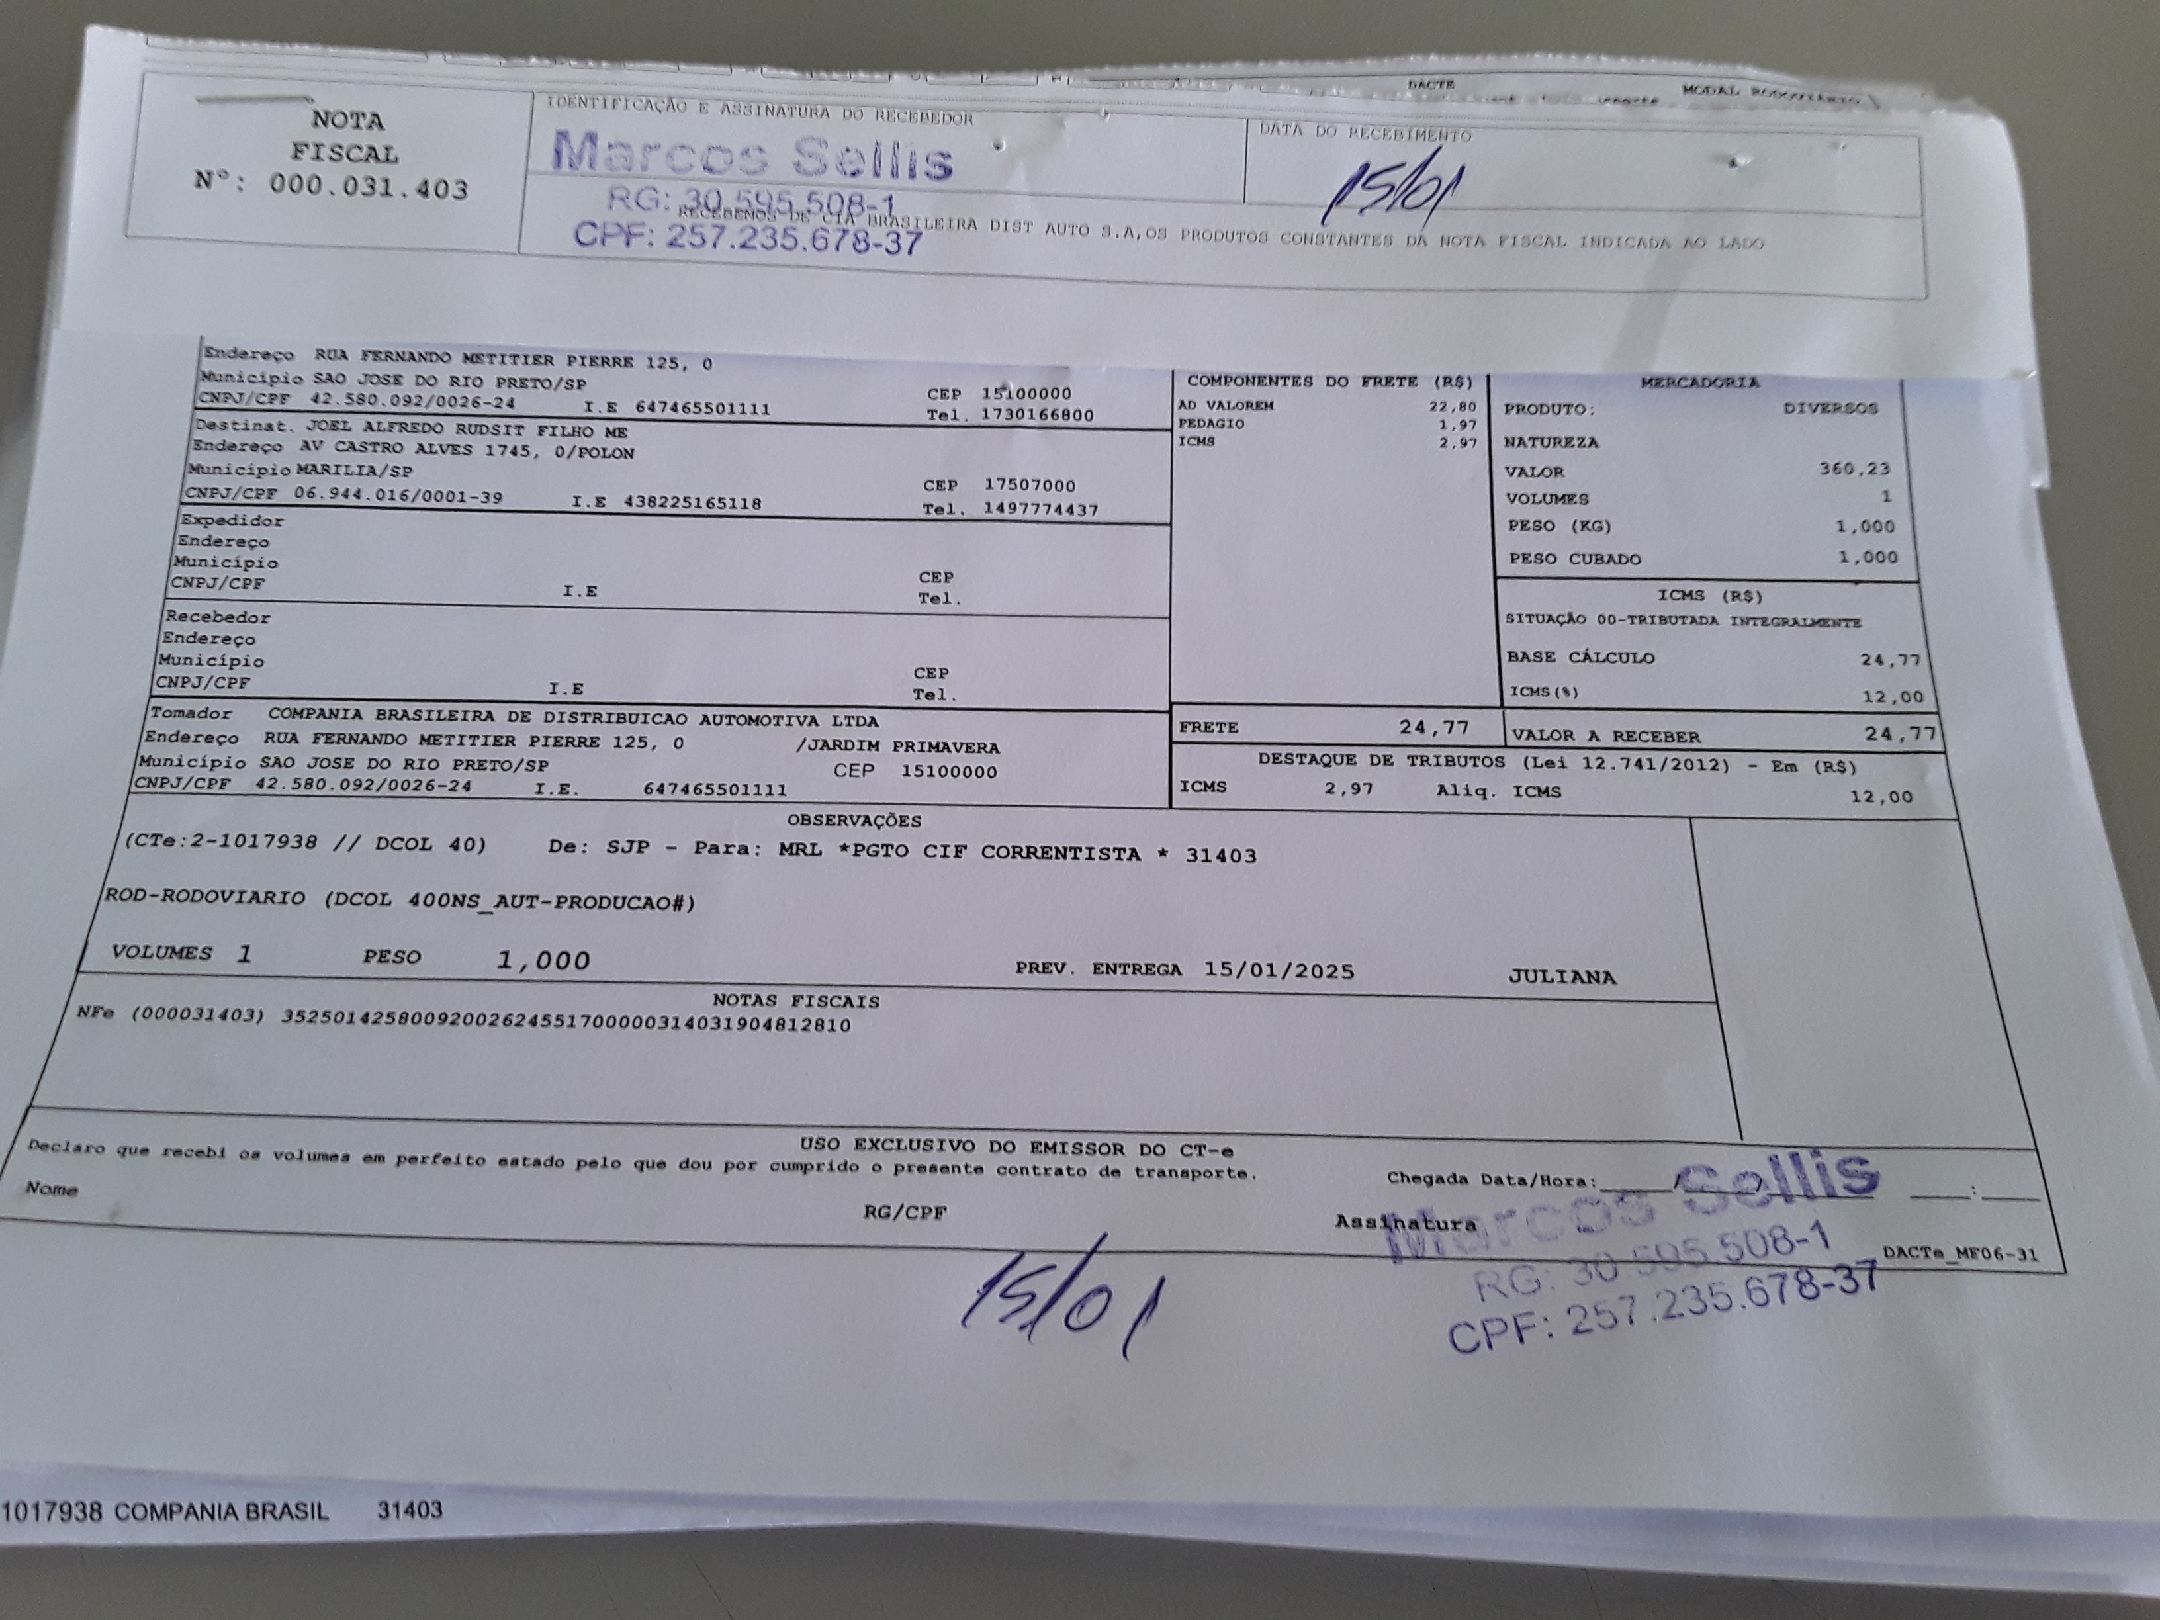 DACTE
MODAL RODOVIÁRIO
NOTA
FISCAL
N°: 000.031.403
IDENTIFICAÇÃO E ASSINATURA DO RECEBEDOR
Marcos Sellis
RG: 30.595.508-1
CPF: 257.235.678-37
DATA DO RECEBIMENTO
15/01
RECEBEMOS DE CIA BRASILEIRA DIST AUTO S.A,OS PRODUTOS CONSTANTES DA NOTA FISCAL INDICADA AO LADO
Endereço RUA FERNANDO METITIER PIERRE 125, 0
Município SAO JOSE DO RIO PRETO/SP CEP 15100000
CNPJ/CPF 42.580.092/0026-24 I.E 647465501111 Tel. 1730166800
Destinat. JOEL ALFREDO RUDSIT FILHO ME
Endereço AV CASTRO ALVES 1745, 0/POLON
Município MARILIA/SP CEP 17507000
CNPJ/CPF 06.944.016/0001-39 I.E 438225165118 Tel. 1497774437
Expedidor
Endereço
Município CEP
CNPJ/CPF I.E Tel.
Recebedor
Endereço
Município CEP
CNPJ/CPF I.E Tel.
Tomador COMPANIA BRASILEIRA DE DISTRIBUICAO AUTOMOTIVA LTDA
Endereço RUA FERNANDO METITIER PIERRE 125, 0 /JARDIM PRIMAVERA
Município SAO JOSE DO RIO PRETO/SP CEP 15100000
CNPJ/CPF 42.580.092/0026-24 I.E. 647465501111
COMPONENTES DO FRETE (R$)
AD VALOREM 22,80
PEDAGIO 1,97
ICMS 2,97
MERCADORIA
PRODUTO: DIVERSOS
NATUREZA
VALOR 360,23
VOLUMES 1
PESO (KG) 1,000
PESO CUBADO 1,000
ICMS (R$)
SITUAÇÃO 00-TRIBUTADA INTEGRALMENTE
BASE CÁLCULO 24,77
ICMS(%) 12,00
FRETE 24,77 VALOR A RECEBER 24,77
DESTAQUE DE TRIBUTOS (Lei 12.741/2012) - Em (R$)
ICMS 2,97 Aliq. ICMS 12,00
OBSERVAÇÕES
(CTe:2-1017938 // DCOL 40) De: SJP - Para: MRL *PGTO CIF CORRENTISTA * 31403
ROD-RODOVIARIO (DCOL 400NS_AUT-PRODUCAO#)
VOLUMES 1 PESO 1,000 PREV. ENTREGA 15/01/2025 JULIANA
NOTAS FISCAIS
NFe (000031403) 35250142580092002624551700000314031904812810
USO EXCLUSIVO DO EMISSOR DO CT-e
Declaro que recebi os volumes em perfeito estado pelo que dou por cumprido o presente contrato de transporte.
Chegada Data/Hora:_____/_____/_____ ____:____
Nome RG/CPF Assinatura
Marcos Sellis
RG: 30.595.508-1
CPF: 257.235.678-37
DACTe_MF06-31
15/01
1017938 COMPANIA BRASIL 31403